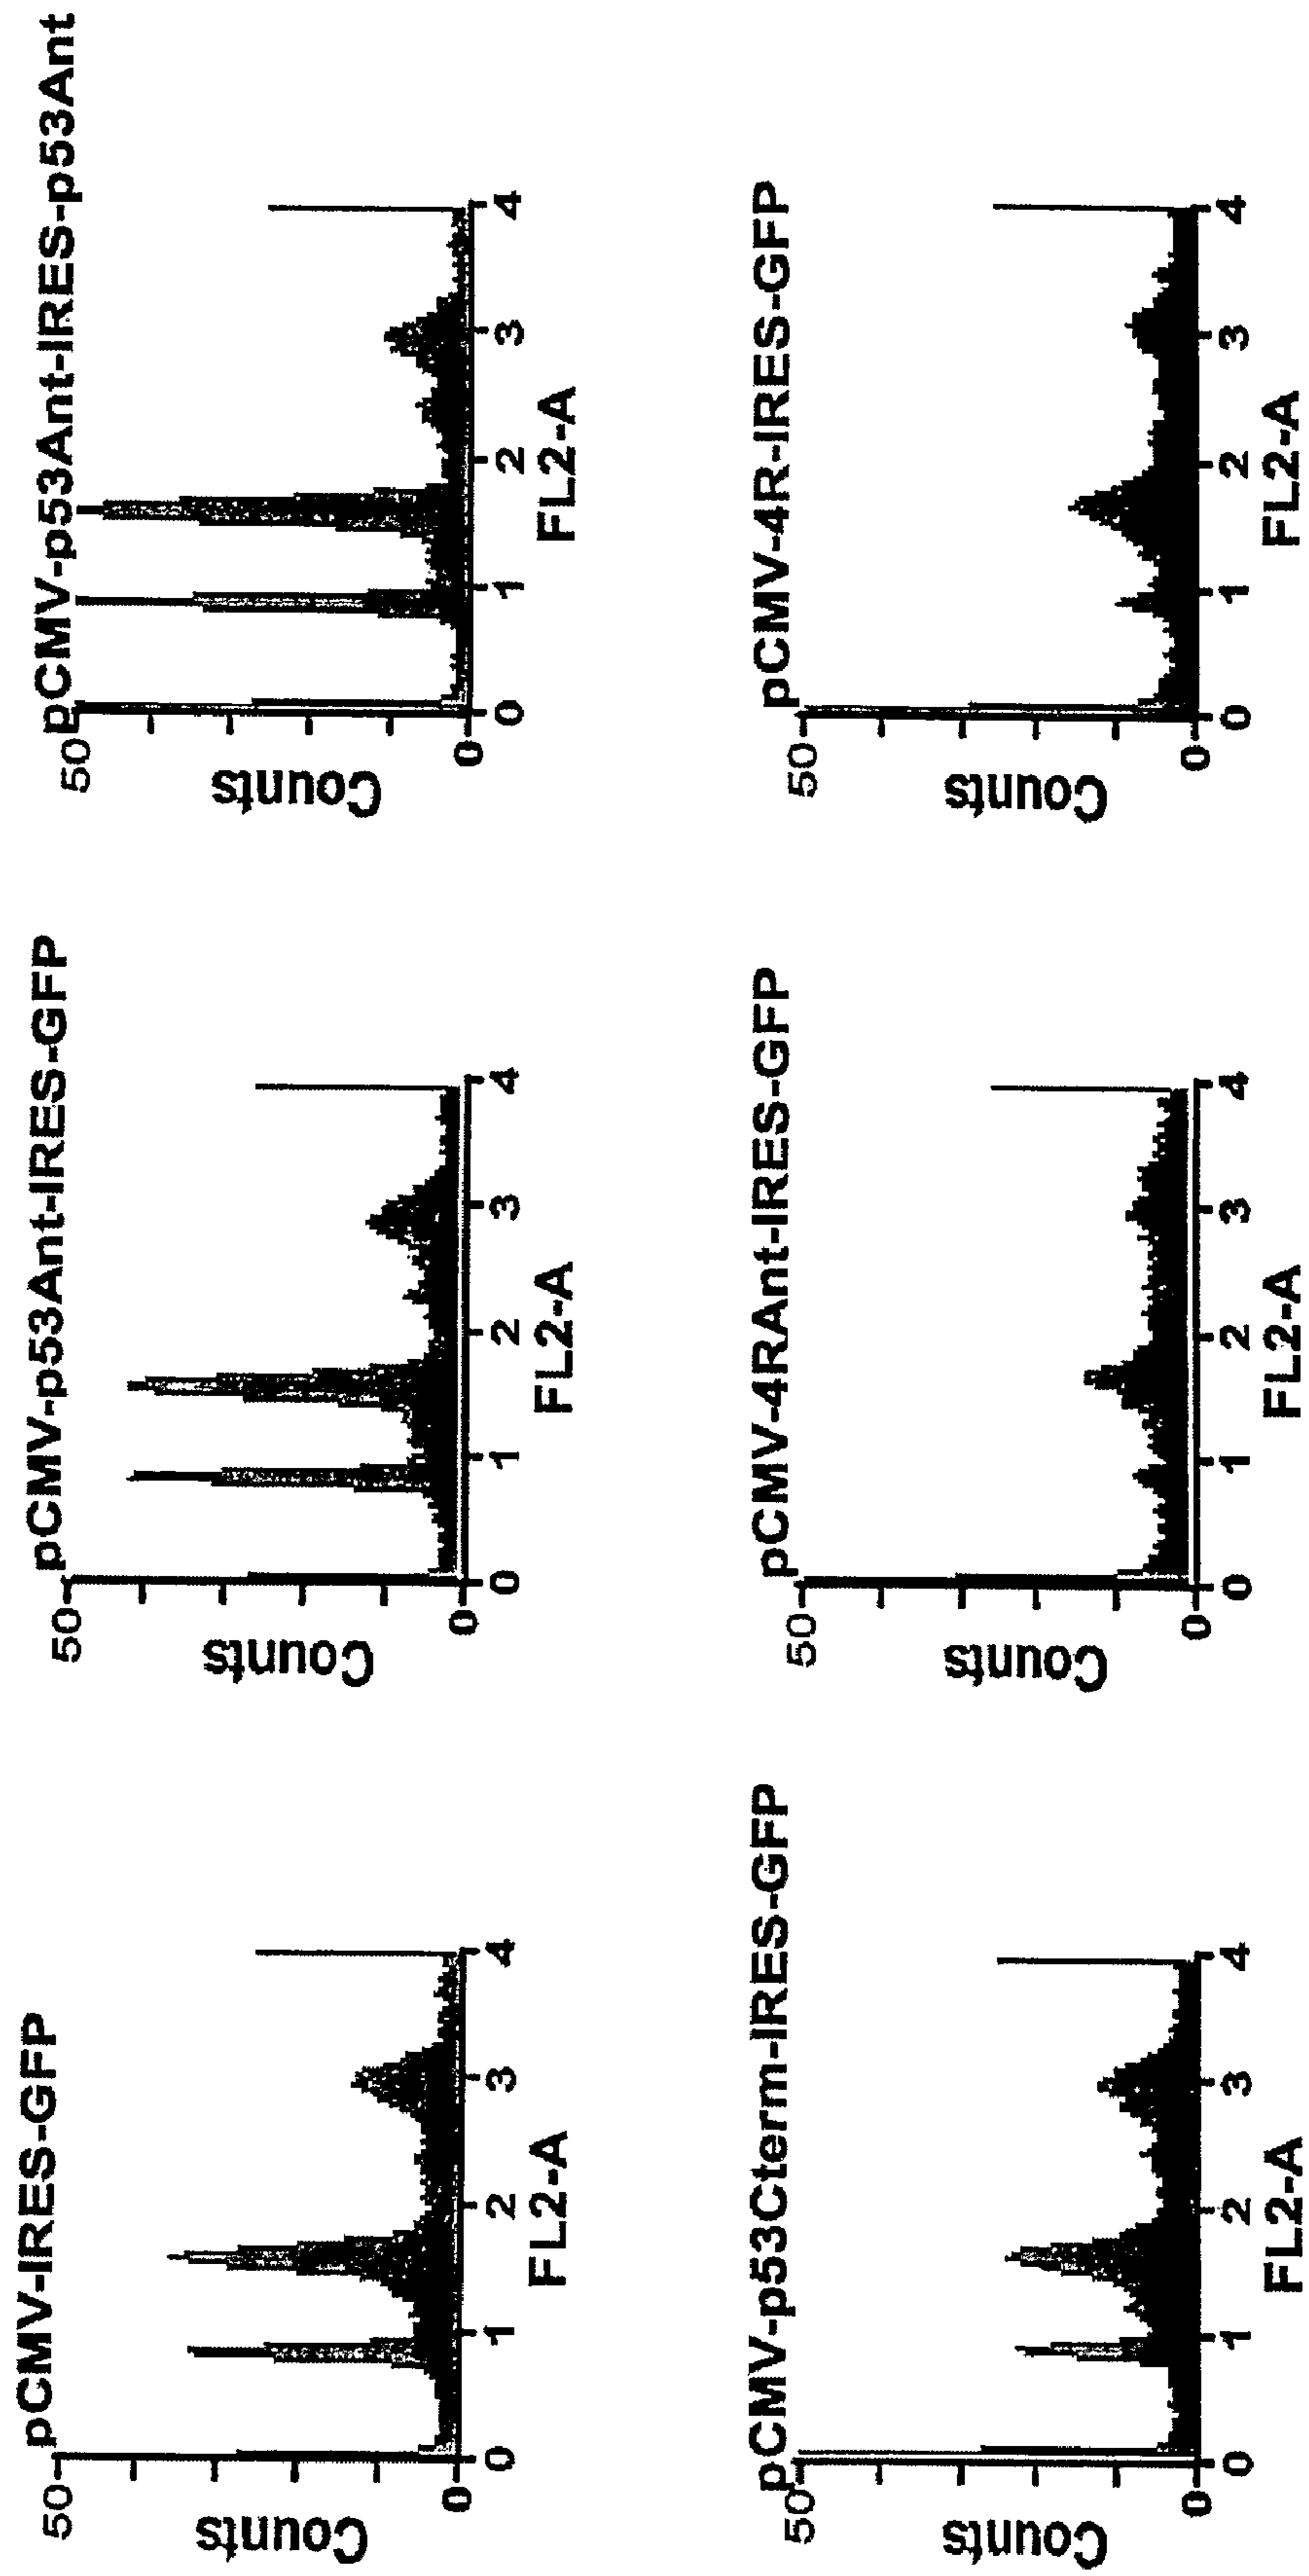 pCMV-IRES-GFP
50
Counts
0
0 1 2 3 4
FL2-A
pCMV-p53Ant-IRES-GFP
50
Counts
0
0 1 2 3 4
FL2-A
pCMV-p53Ant-IRES-p53Ant
50
Counts
0
0 1 2 3 4
FL2-A
pCMV-p53Cterm-IRES-GFP
50
Counts
0
0 1 2 3 4
FL2-A
pCMV-4RAnt-IRES-GFP
50
Counts
0
0 1 2 3 4
FL2-A
pCMV-4R-IRES-GFP
50
Counts
0
0 1 2 3 4
FL2-A